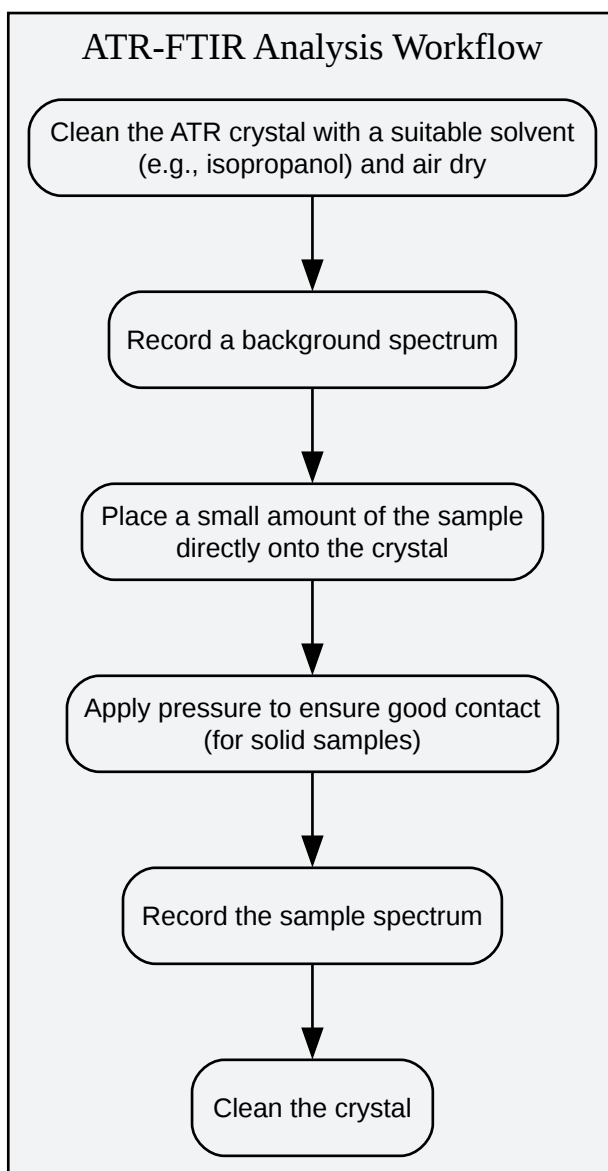 ATR-FTIR Analysis Workflow
Clean the ATR crystal with a suitable solvent
(e.g., isopropanol) and air dry
Record a background spectrum
Place a small amount of the sample
directly onto the crystal
Apply pressure to ensure good contact
(for solid samples)
Record the sample spectrum
Clean the crystal